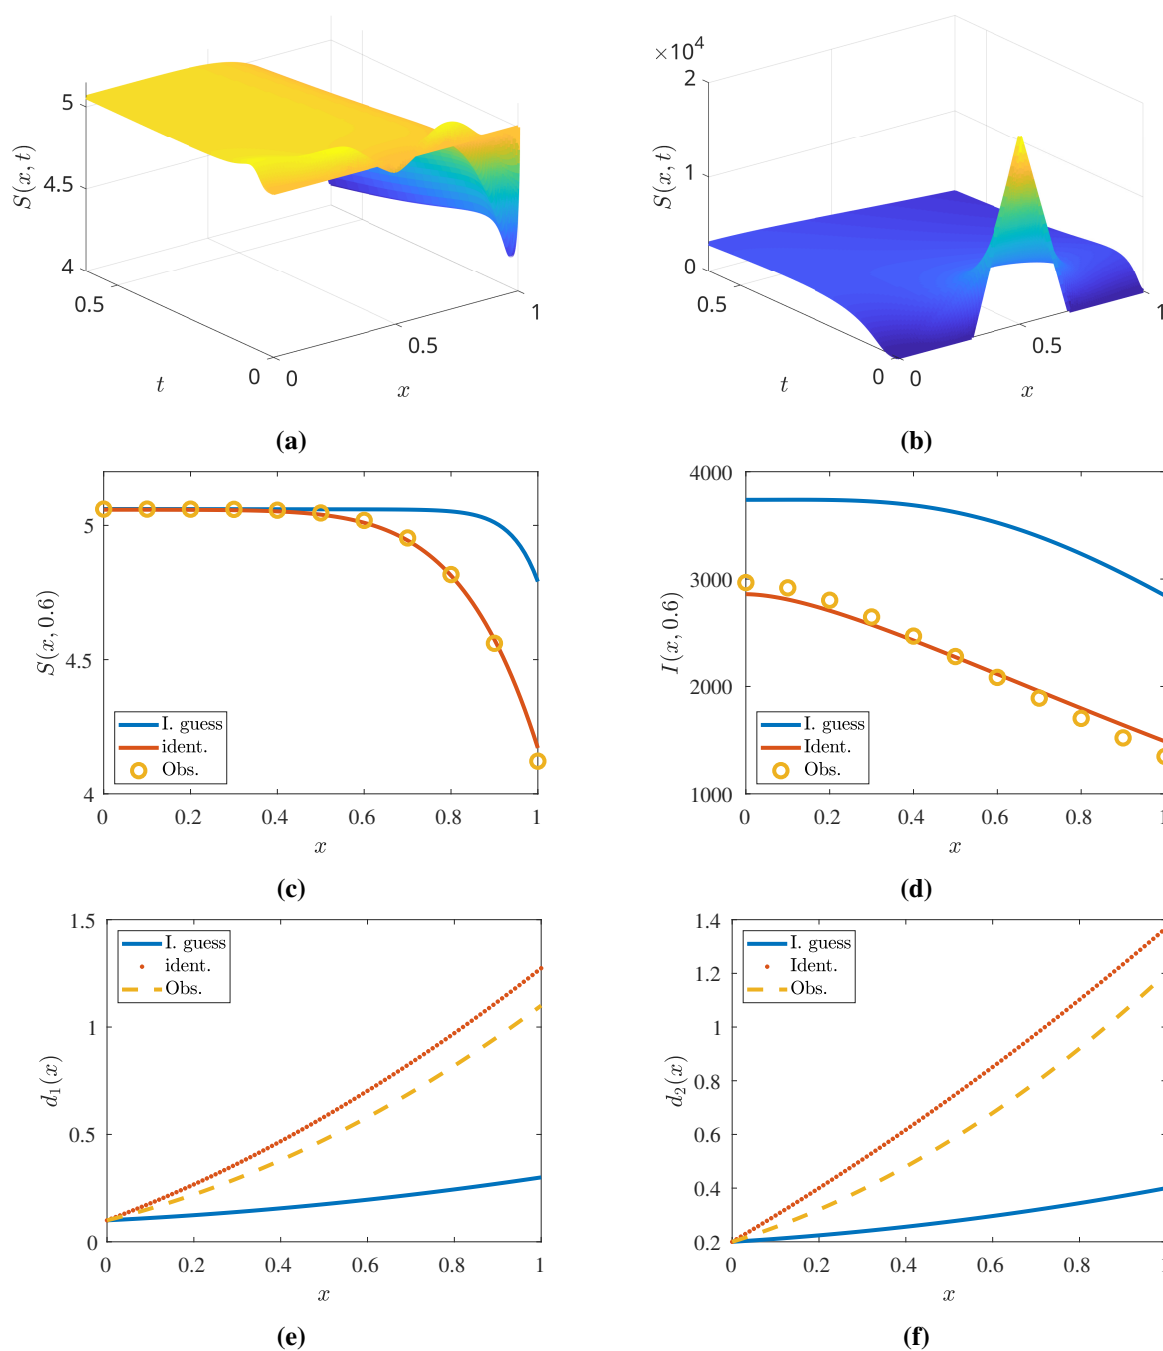 5
4.5
4
S(x, t)
0.5
0
t
0
0.5
1
x
(a)
×10⁴
2
1
0
S(x, t)
0.5
0
t
0
0.5
1
x
(b)
5
4.5
4
S(x, 0.6)
I. guess
ident.
Obs.
0 0.2 0.4 0.6 0.8 1
x
(c)
4000
3000
2000
1000
I(x, 0.6)
I. guess
Ident.
Obs.
0 0.2 0.4 0.6 0.8 1
x
(d)
1.5
1
0.5
0
d₁(x)
I. guess
ident.
Obs.
0 0.2 0.4 0.6 0.8 1
x
(e)
1.4
1.2
1
0.8
0.6
0.4
0.2
d₂(x)
I. guess
Ident.
Obs.
0 0.2 0.4 0.6 0.8 1
x
(f)